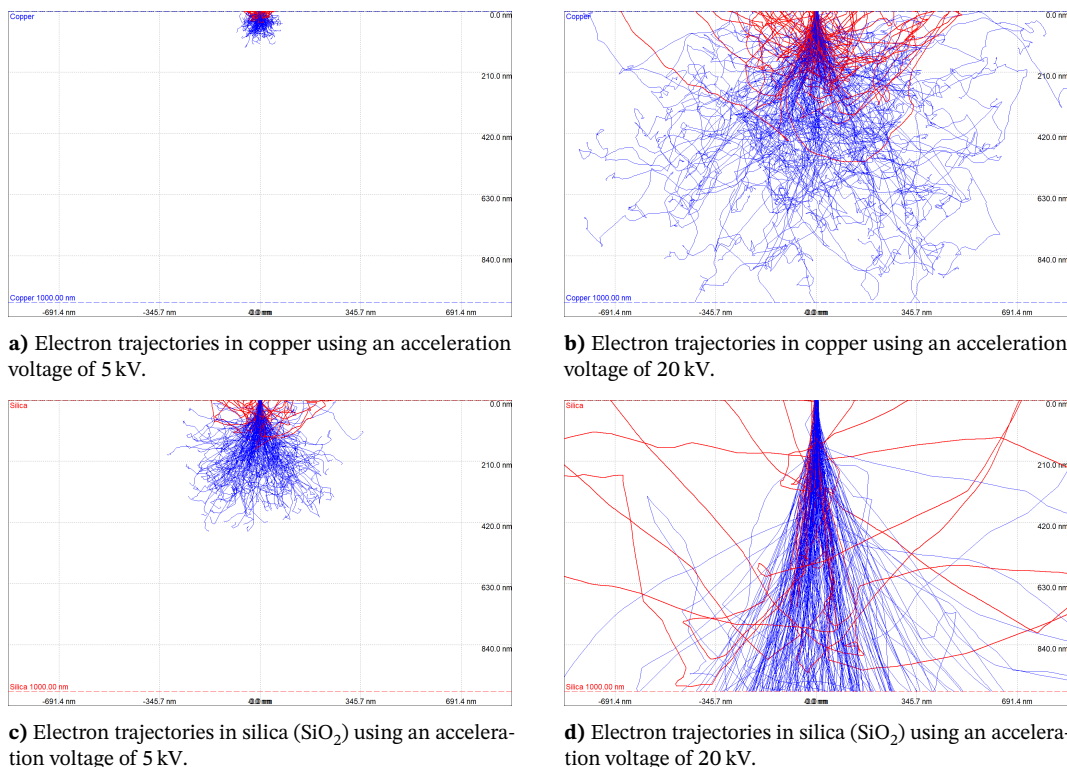 Copper
0.0 nm
210.0 nm
420.0 nm
630.0 nm
840.0 nm
Copper 1000.00 nm
-691.4 nm -345.7 nm 345.7 nm 691.4 nm
a) Electron trajectories in copper using an acceleration
voltage of 5 kV.
Copper
0.0 nm
210.0 nm
420.0 nm
630.0 nm
840.0 nm
Copper 1000.00 nm
-691.4 nm -345.7 nm 345.7 nm 691.4 nm
b) Electron trajectories in copper using an acceleration
voltage of 20 kV.
Silica
0.0 nm
210.0 nm
420.0 nm
630.0 nm
840.0 nm
Silica 1000.00 nm
-691.4 nm -345.7 nm 345.7 nm 691.4 nm
c) Electron trajectories in silica (SiO₂) using an accelera-
tion voltage of 5 kV.
Silica
0.0 nm
210.0 nm
420.0 nm
630.0 nm
840.0 nm
Silica 1000.00 nm
-691.4 nm -345.7 nm 345.7 nm 691.4 nm
d) Electron trajectories in silica (SiO₂) using an accelera-
tion voltage of 20 kV.